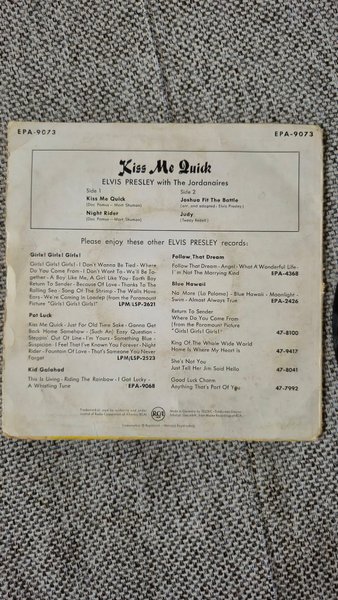 EPA-9073 EPA-9073
Kiss Me Quick
ELVIS PRESLEY with The Jordanaires
Side 1 Side 2
Kiss Me Quick Joshua Fit The Battle
(Doc Pomus - Mort Shuman) (arr. and adapted: Elvis Presley)
Night Rider Judy
(Doc Pomus - Mort Shuman) (Teddy Redell)
Please enjoy these other ELVIS PRESLEY records:
Girls! Girls! Girls! Follow That Dream
Girls! Girls! Girls! - I Don't Wanna Be Tied - Where Follow That Dream - Angel - What A Wonderful Life -
Do You Come From - I Don't Want To - We'll Be To- I'm Not The Marrying Kind EPA-4368
gether - A Boy Like Me, A Girl Like You - Earth Boy
Return To Sender - Because Of Love - Thanks To The Blue Hawaii
Rolling Sea - Song Of The Shrimp - The Walls Have No More (La Paloma) - Blue Hawaii - Moonlight
Ears - We're Coming In Loaded (from the Paramount Swim - Almost Always True EPA-2426
Picture "Girls! Girls! Girls!") LPM/LSP-2621
Return To Sender
Where Do You Come From
(from the Paramount Picture
"Girls! Girls! Girls!") 47-8100
Pot Luck
Kiss Me Quick - Just For Old Time Sake - Gonna Get
Back Home Somehow - (Such An) Easy Question -
Steppin' Out Of Line - I'm Yours - Something Blue - King Of The Whole Wide World
Suspicion - I Feel That I've Known You Forever - Night Home Is Where My Heart is 47-9417
Rider - Fountain Of Love - That's Someone You Never
Forget LPM/LSP-2523 She's Not You
Just Tell Her Jim Said Hello 47-8041
Kid Galahad
This Is Living - Riding The Rainbow - I Got Lucky - Good Luck Charm
A Whistling Tune EPA-9068 Anything That's Part Of You 47-7992
RCA